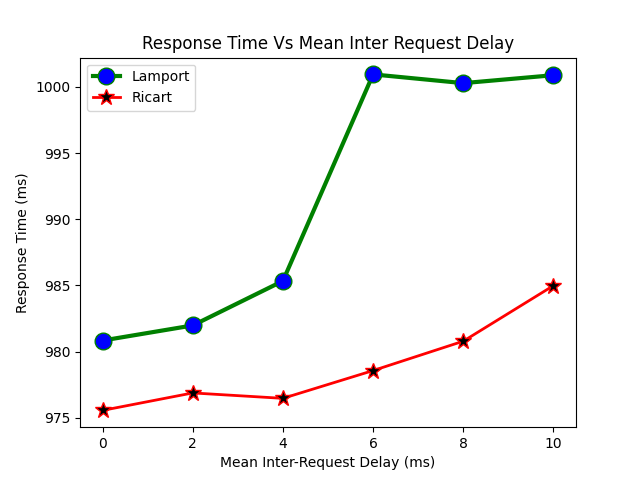 Response Time Vs Mean Inter Request Delay
Lamport
Ricart
1000
995
990
985
980
975
Response Time (ms)
0 2 4 6 8 10
Mean Inter-Request Delay (ms)